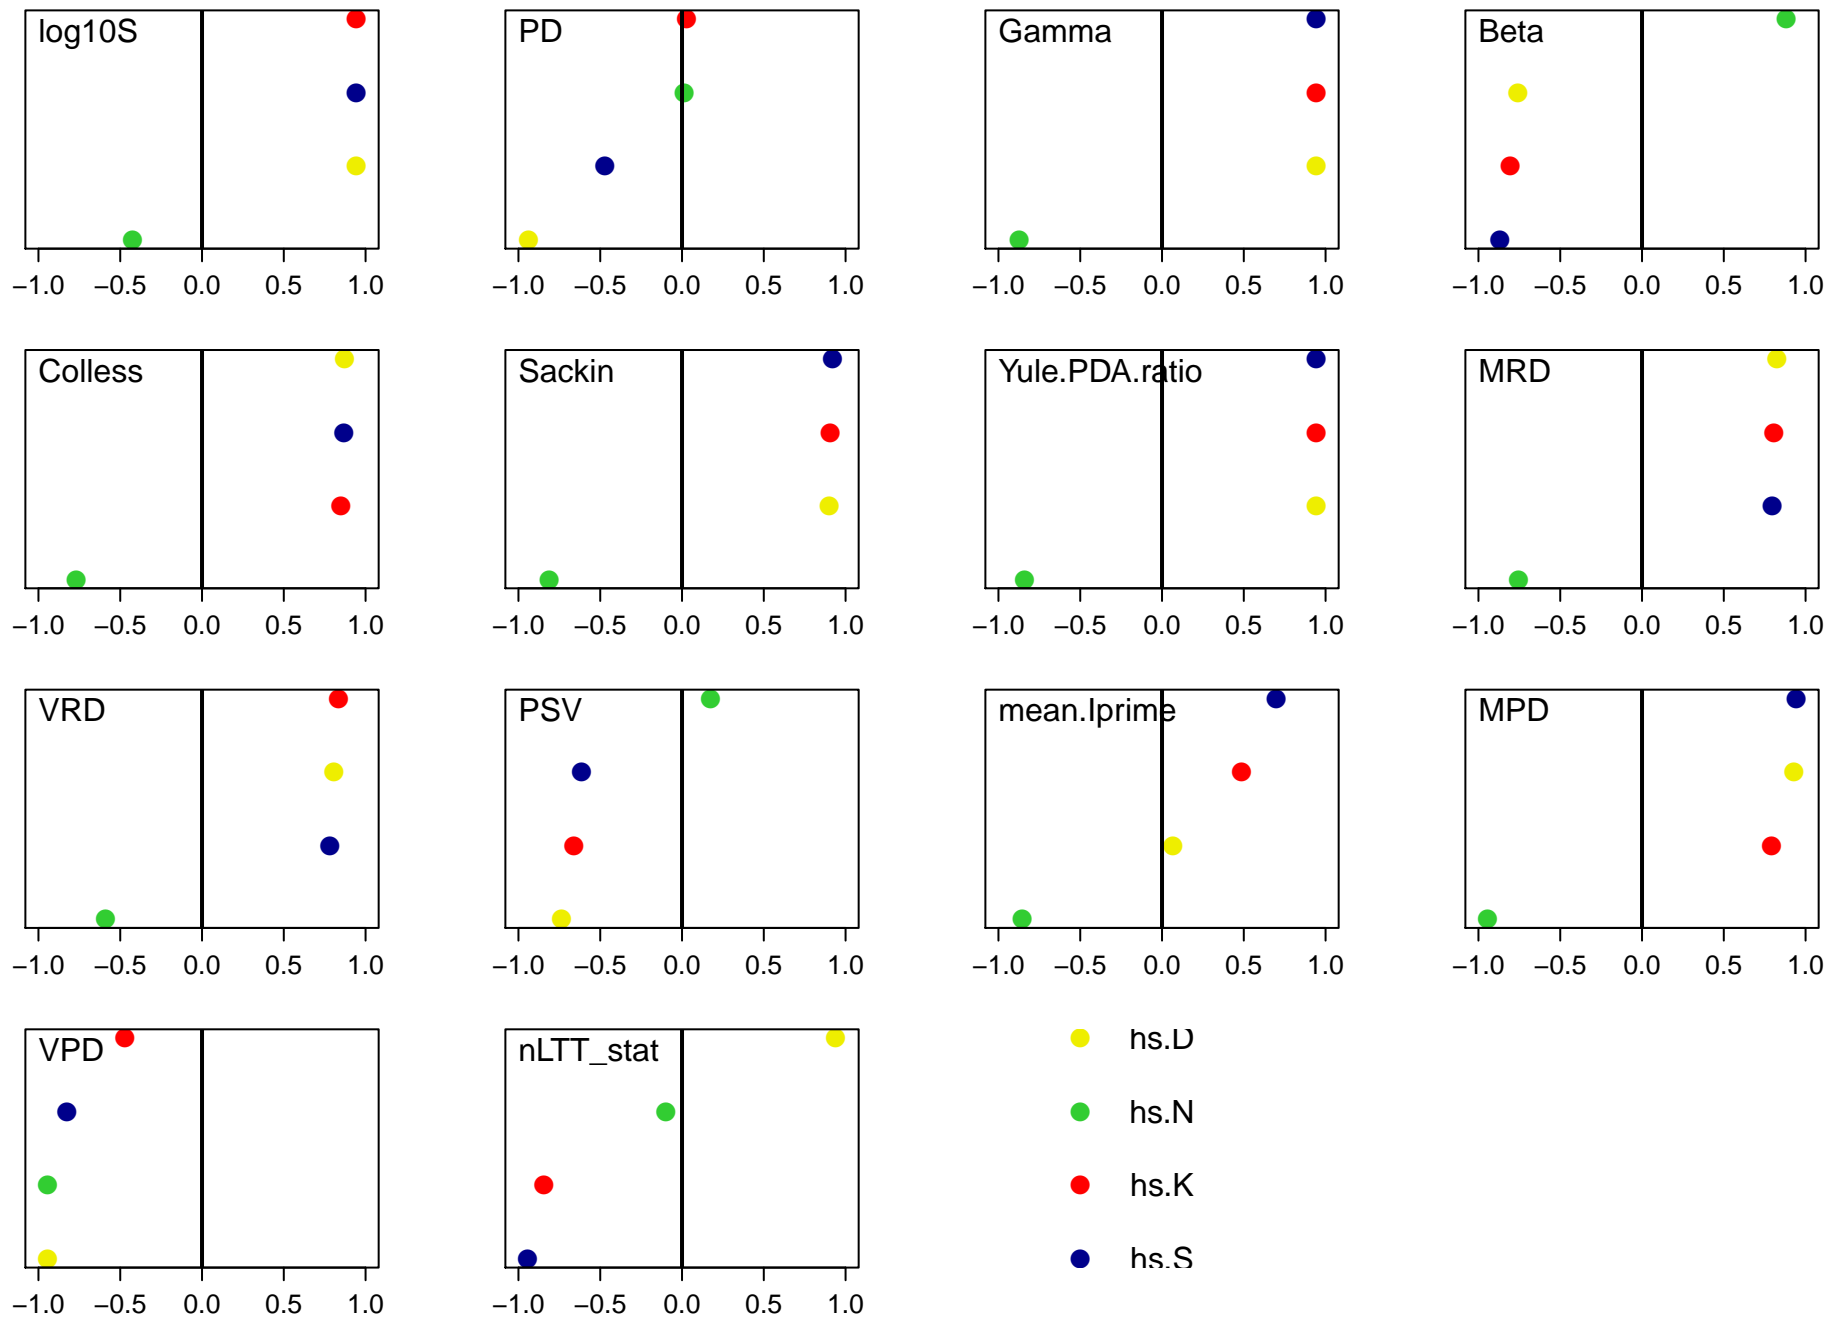 log10S PD Gamma Beta
−1.0 −0.5 0.0 0.5 1.0 −1.0 −0.5 0.0 0.5 1.0 −1.0 −0.5 0.0 0.5 1.0 −1.0 −0.5 0.0 0.5 1.0
Colless Sackin Yule.PDA.ratio MRD
−1.0 −0.5 0.0 0.5 1.0 −1.0 −0.5 0.0 0.5 1.0 −1.0 −0.5 0.0 0.5 1.0 −1.0 −0.5 0.0 0.5 1.0
VRD PSV mean.Iprime MPD
−1.0 −0.5 0.0 0.5 1.0 −1.0 −0.5 0.0 0.5 1.0 −1.0 −0.5 0.0 0.5 1.0 −1.0 −0.5 0.0 0.5 1.0
VPD nLTT_stat
−1.0 −0.5 0.0 0.5 1.0 −1.0 −0.5 0.0 0.5 1.0
hs.D
hs.N
hs.K
hs.S